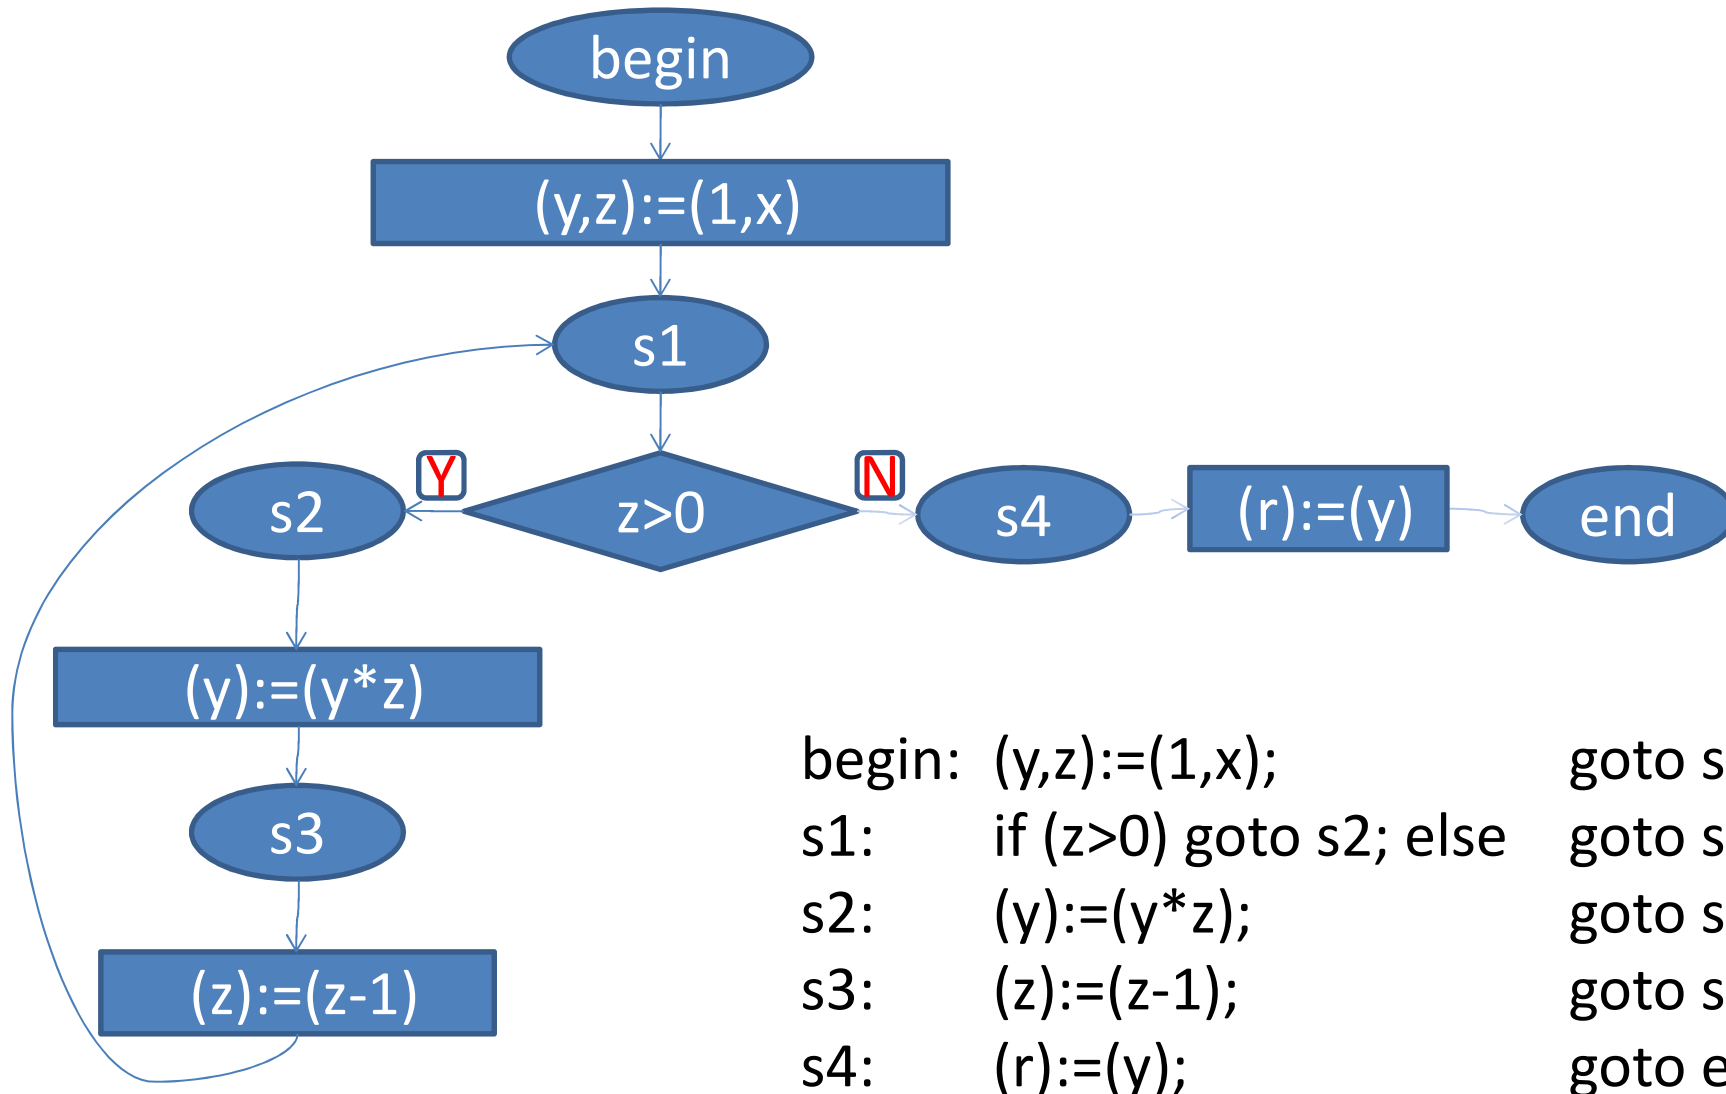 begin
(y,z):=(1,x)
s1
Y
N
s2
z>0
s4
(r):=(y)
end
(y):=(y*z)
s3
(z):=(z-1)
begin: (y,z):=(1,x); goto s
s1: if (z>0) goto s2; else goto s
s2: (y):=(y*z); goto s
s3: (z):=(z-1); goto s
s4: (r):=(y); goto e